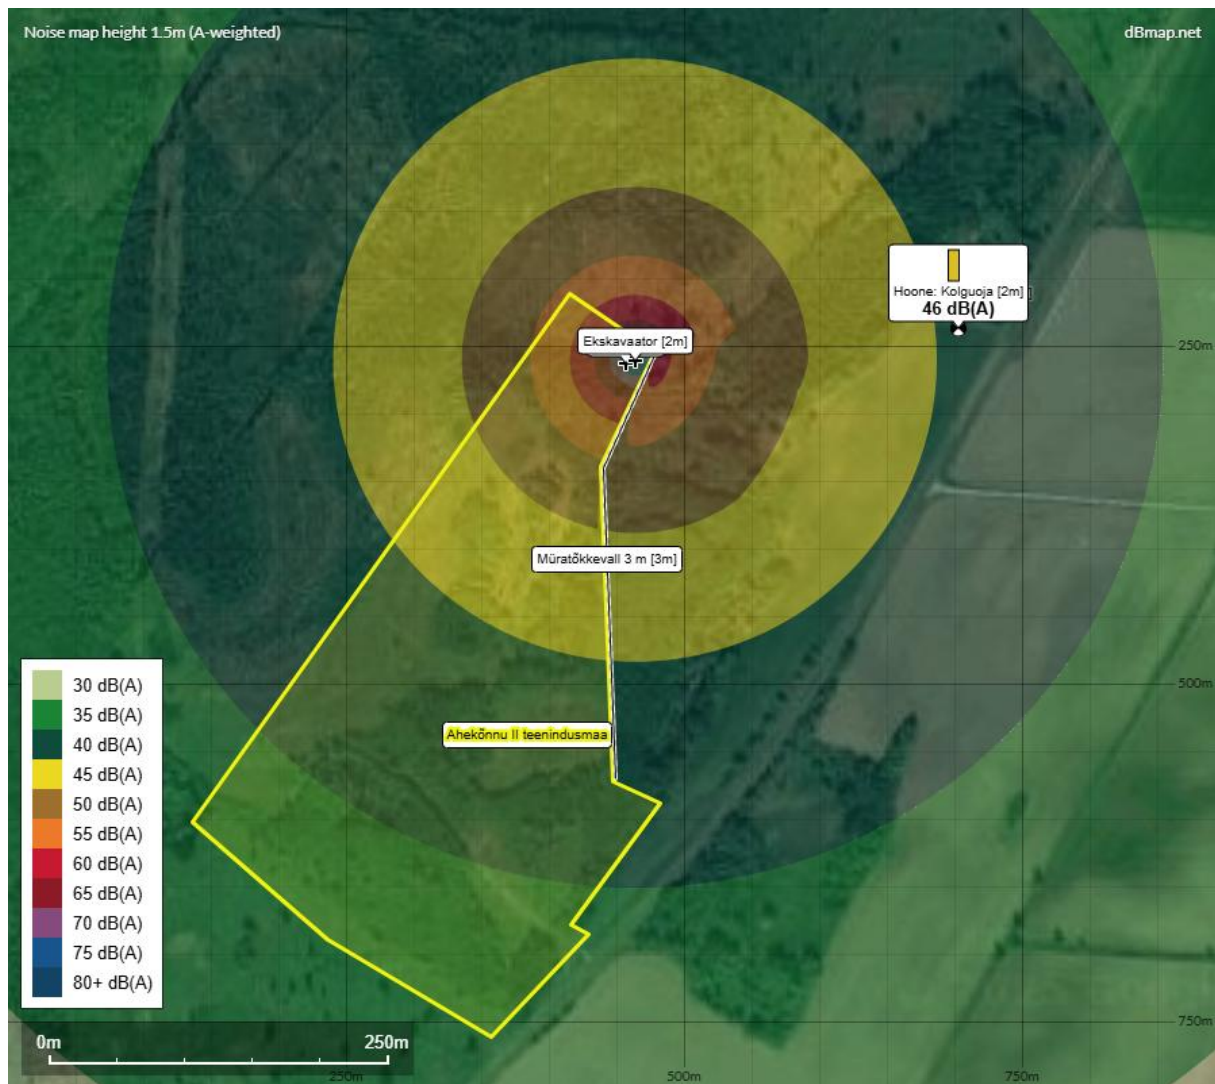 Noise map height 1.5m (A-weighted)
dBmap.net
Hoone: Kolguoja [2m]
46 dB(A)
Ekskavaator [2m]
250m
Müratõkkevall 3 m [3m]
500m
Ahekõnnu II teenindusmaa
30 dB(A)
35 dB(A)
40 dB(A)
45 dB(A)
50 dB(A)
55 dB(A)
60 dB(A)
65 dB(A)
70 dB(A)
75 dB(A)
80+ dB(A)
750m
0m 250m
250m 500m 750m